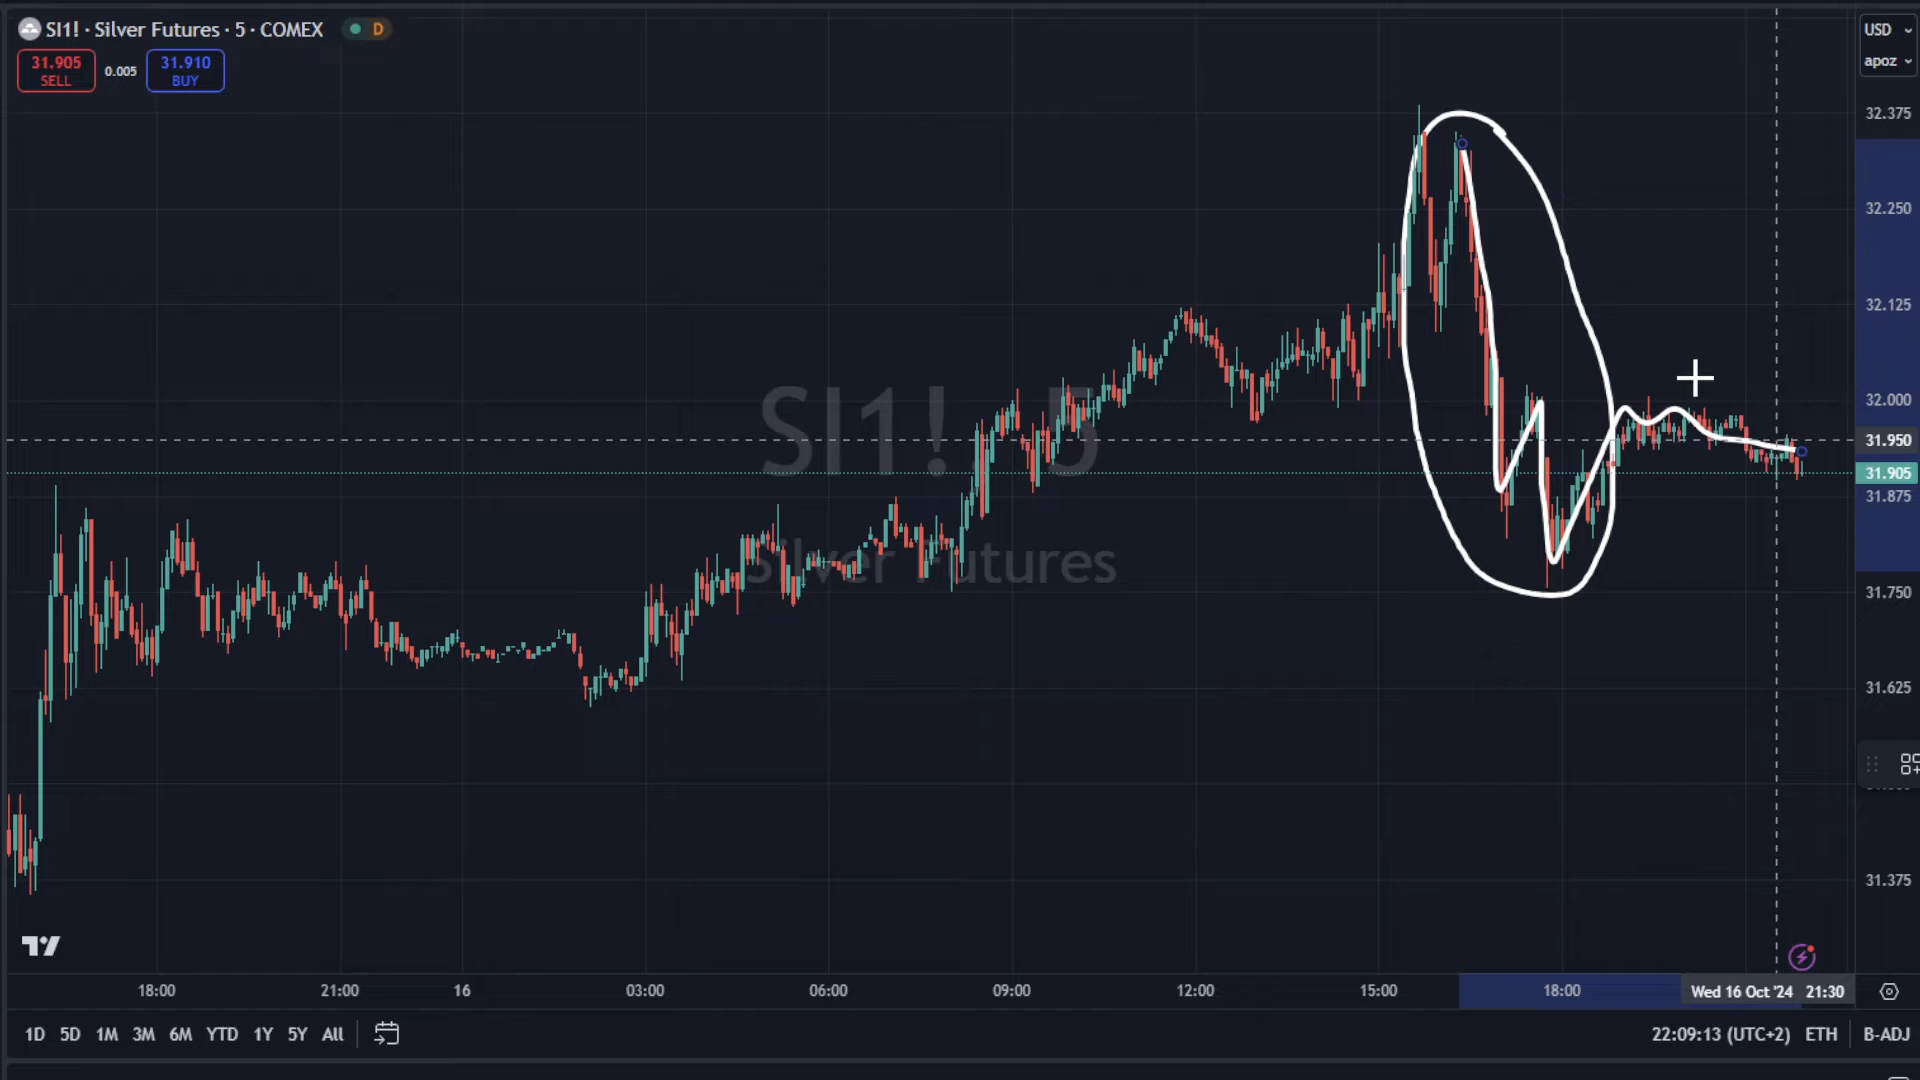 SI1! · Silver Futures · 5 · COMEX
D
USD
apoz
31.905
SELL
0.005
31.910
BUY
32.375
32.250
32.125
32.000
31.950
31.905
31.875
31.750
31.625
31.375
SI1!, 5
Silver Futures
18:00
21:00
16
03:00
06:00
09:00
12:00
15:00
18:00
Wed 16 Oct '24 21:30
1D 5D 1M 3M 6M YTD 1Y 5Y All
22:09:13 (UTC+2) ETH B-ADJ